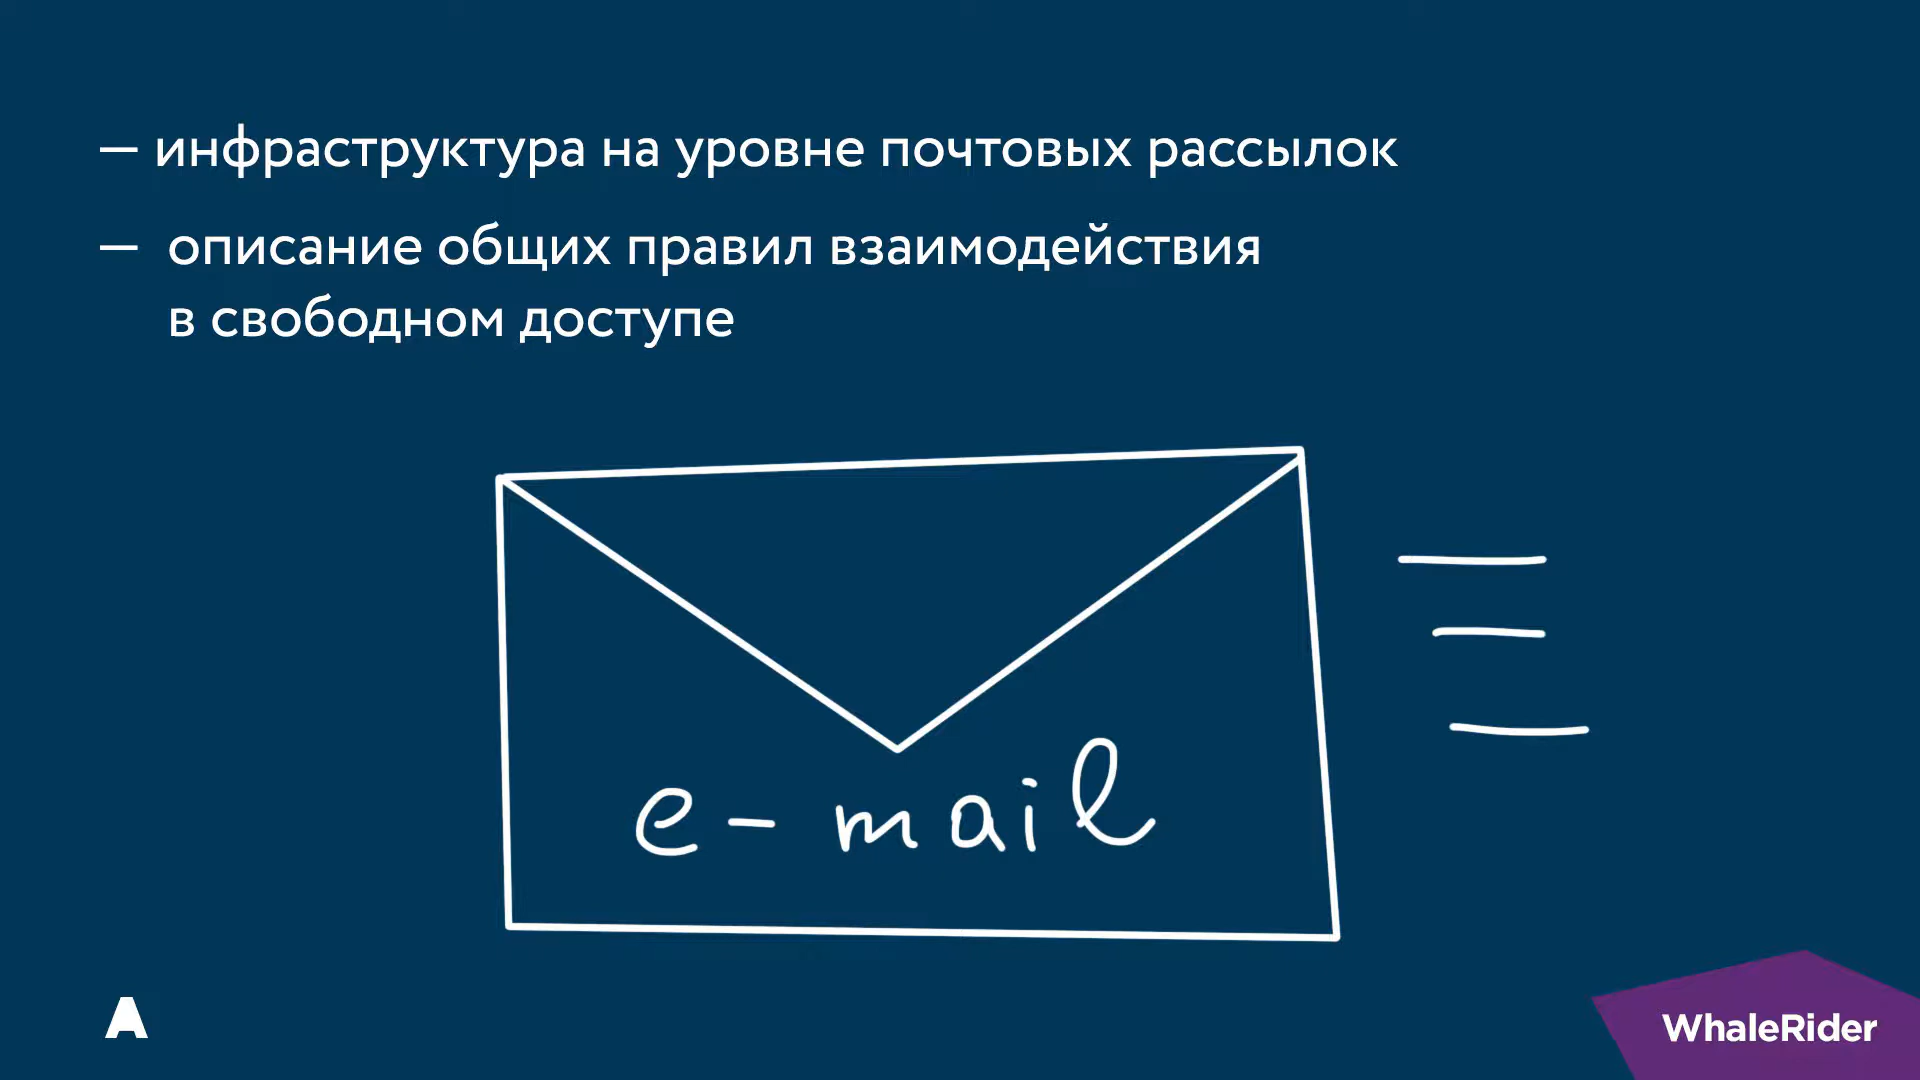 — инфраструктура на уровне почтовых рассылок
— описание общих правил взаимодействия
в свободном доступе
e-mail
A
WhaleRider